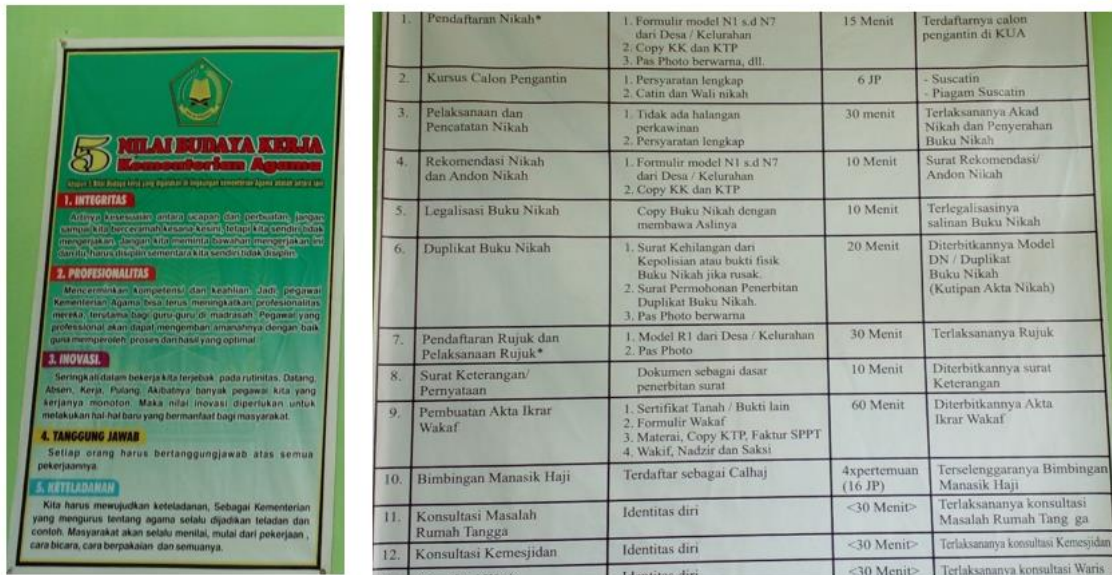 5 NILAI BUDAYA KERJA
Kementerian Agama
1. INTEGRITAS
Artinya kesesuaian antara ucapan dan perbuatan, jangan
sampai kita berceramah kesana kesini, tetapi kita sendiri tidak
mengerjakan. Jangan kita meminta bawahan mengerjakan ini
dan itu, harus disiplin sementara kita sendiri tidak disiplin.
2. PROFESIONALITAS
Mencerminkan kompetensi dan keahlian. Jadi, pegawai
Kementerian Agama bisa terus meningkatkan profesionalitas
mereka, terutama bagi guru-guru di madrasah. Pegawai yang
professional akan dapat mengemban amanahnya dengan baik
guna memperoleh proses dan hasil yang optimal.
3. INOVASI.
Seringkali dalam bekerja kita terjebak pada rutinitas. Datang,
Absen, Kerja, Pulang. Akibatnya banyak pegawai kita yang
kerjanya monoton. Maka nilai inovasi diperlukan untuk
melakukan hal-hal baru yang bermanfaat bagi masyarakat.
4. TANGGUNG JAWAB
Setiap orang harus bertanggungjawab atas semua
pekerjaannya.
5. KETELADANAN
Kita harus mewujudkan keteladanan, Sebagai Kementerian
yang mengurus tentang agama selalu dijadikan teladan dan
contoh. Masyarakat akan selalu menilai, mulai dari pekerjaan ,
cara bicara, cara berpakaian dan semuanya.
1. Pendaftaran Nikah* 1. Formulir model N1 s.d N7 15 Menit Terdaftarnya calon
dari Desa / Kelurahan pengantin di KUA
2. Copy KK dan KTP
3. Pas Photo berwarna, dll.
2. Kursus Calon Pengantin 1. Persyaratan lengkap 6 JP - Suscatin
2. Catin dan Wali nikah - Piagam Suscatin
3. Pelaksanaan dan 1. Tidak ada halangan 30 menit Terlaksananya Akad
Pencatatan Nikah perkawinan Nikah dan Penyerahan
2. Persyaratan lengkap Buku Nikah
4. Rekomendasi Nikah 1. Formulir model N1 s.d N7 10 Menit Surat Rekomendasi/
dan Andon Nikah dari Desa / Kelurahan Andon Nikah
2. Copy KK dan KTP
5. Legalisasi Buku Nikah Copy Buku Nikah dengan 10 Menit Terlegalisasinya
membawa Aslinya salinan Buku Nikah
6. Duplikat Buku Nikah 1. Surat Kehilangan dari 20 Menit Diterbitkannya Model
Kepolisian atau bukti fisik DN / Duplikat
Buku Nikah jika rusak. Buku Nikah
2. Surat Permohonan Penerbitan (Kutipan Akta Nikah)
Duplikat Buku Nikah.
3. Pas Photo berwarna
7. Pendaftaran Rujuk dan 1. Model R1 dari Desa / Kelurahan 30 Menit Terlaksananya Rujuk
Pelaksanaan Rujuk* 2. Pas Photo
8. Surat Keterangan/ Dokumen sebagai dasar 10 Menit Diterbitkannya surat
Pernyataan penerbitan surat Keterangan
9. Pembuatan Akta Ikrar 1. Sertifikat Tanah / Bukti lain 60 Menit Diterbitkannya Akta
Wakaf 2. Formulir Wakaf Ikrar Wakaf
3. Materai, Copy KTP, Faktur SPPT
4. Wakif, Nadzir dan Saksi
10. Bimbingan Manasik Haji Terdaftar sebagai Calhaj 4xpertemuan Terselenggaranya Bimbingan
(16 JP) Manasik Haji
11. Konsultasi Masalah Identitas diri <30 Menit> Terlaksananya konsultasi
Rumah Tangga Masalah Rumah Tang ga
12. Konsultasi Kemesjidan Identitas diri <30 Menit> Terlaksananya konsultasi Kemesjidan
<30 Menit> Terlaksananya konsultasi Waris